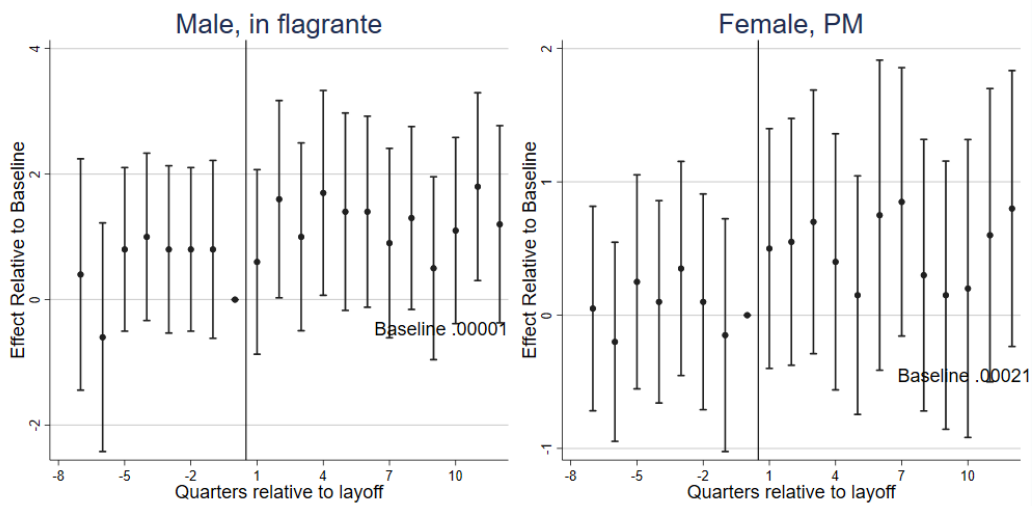 Male, in flagrante
Effect Relative to Baseline
4
2
0
-2
Baseline .00001
-8 -5 -2 1 4 7 10
Quarters relative to layoff
Female, PM
Effect Relative to Baseline
2
1
0
-1
Baseline .00021
-8 -5 -2 1 4 7 10
Quarters relative to layoff